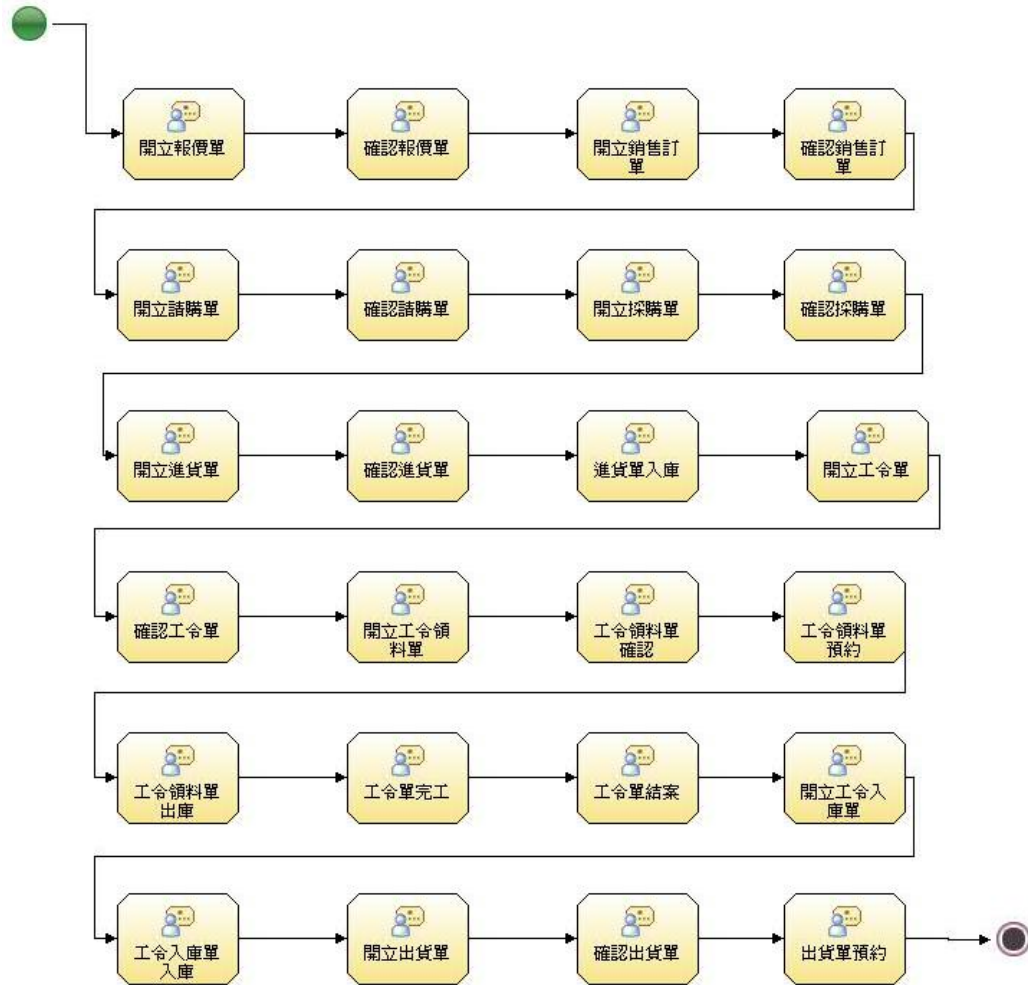 開立報價單
確認報價單
開立銷售訂
單
確認銷售訂
單
開立請購單
確認請購單
開立採購單
確認採購單
開立進貨單
確認進貨單
進貨單入庫
開立工令單
確認工令單
開立工令領
料單
工令領料單
確認
工令領料單
預約
工令領料單
出庫
工令單完工
工令單結案
開立工令入
庫單
工令入庫單
入庫
開立出貨單
確認出貨單
出貨單預約